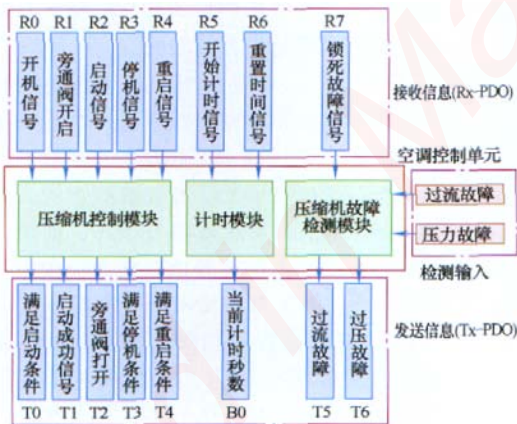 R0 R1 R2 R3 R4 R5 R6 R7
开机信号
旁通阀开启
启动信号
停机信号
重启信号
开始计时信号
重置时间信号
锁死故障信号
接收信息(Rx-PDO)
空调控制单元
压缩机控制模块
计时模块
压缩机故障
检测模块
过流故障
压力故障
检测输入
满足启动条件
启动成功信号
旁通阀打开
满足停机条件
满足重启条件
当前计时秒数
过流故障
过压故障
发送信息(Tx-PDO)
T0 T1 T2 T3 T4 B0 T5 T6